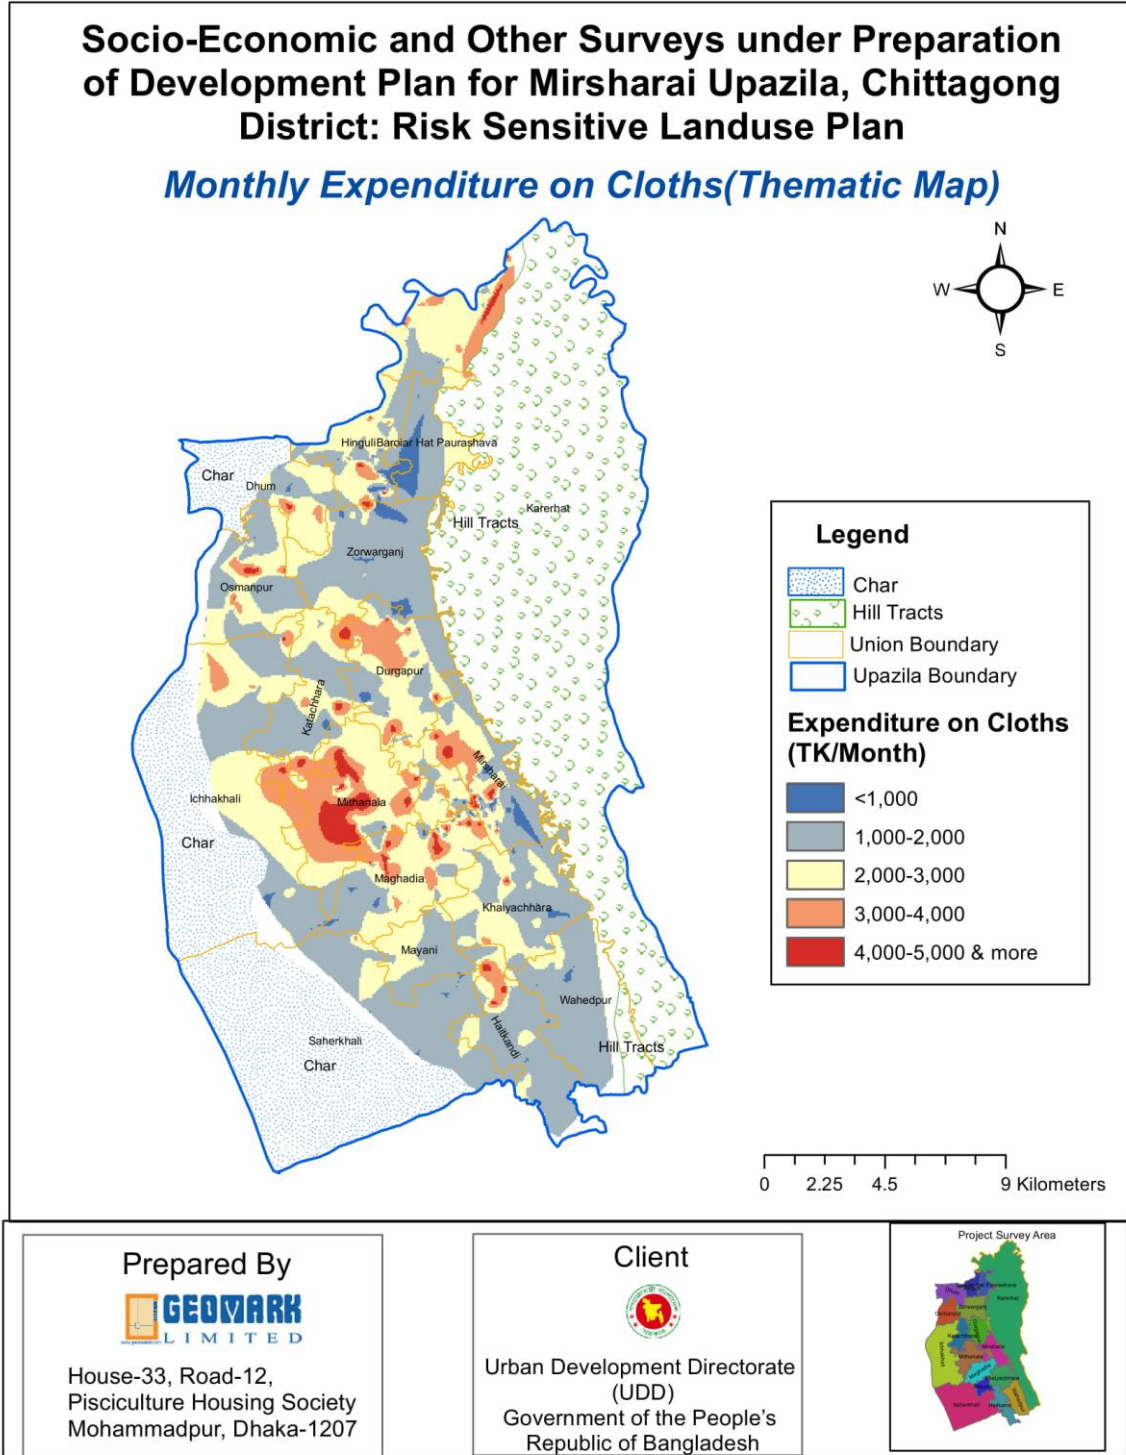 Socio-Economic and Other Surveys under Preparation
of Development Plan for Mirsharai Upazila, Chittagong
District: Risk Sensitive Landuse Plan
Monthly Expenditure on Cloths(Thematic Map)
N
W
E
S
HinguliBaroiar Hat Paurashava
Char
Dhum
Karerhat
Hill Tracts
Zorwarganj
Osmanpur
Durgapur
Katachhara
Mirsharai
Ichhakhali
Mithanala
Char
Maghadia
Khaiyachhara
Mayani
Wahedpur
Haitkandi
Saherkhali
Hill Tracts
Char
Legend
Char
Hill Tracts
Union Boundary
Upazila Boundary
Expenditure on Cloths
(TK/Month)
<1,000
1,000-2,000
2,000-3,000
3,000-4,000
4,000-5,000 & more
0 2.25 4.5 9 Kilometers
Prepared By
GEOMARK
LIMITED
House-33, Road-12,
Pisciculture Housing Society
Mohammadpur, Dhaka-1207
Client
Urban Development Directorate
(UDD)
Government of the People's
Republic of Bangladesh
Project Survey Area
Karerhat
Zorwarganj
Ichhakhali
Maghadia
Saherkhali